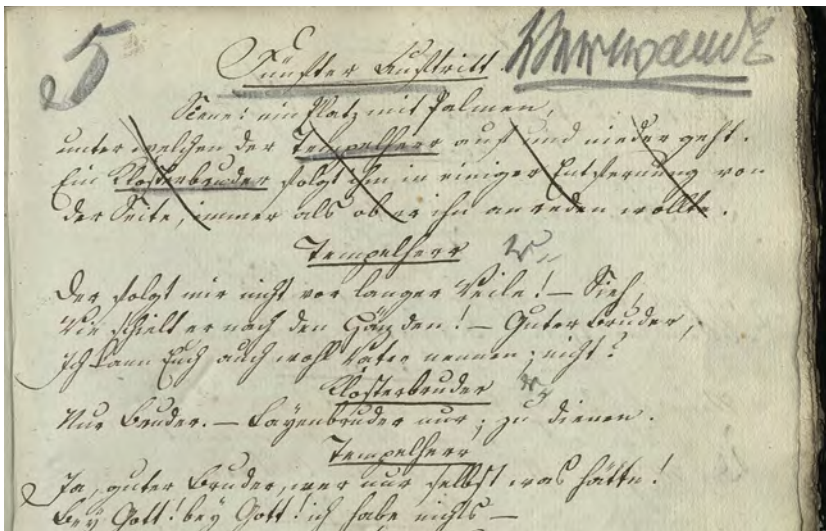 5
Verwandl
Fünfter Auftritt.
Scene: ein Platz mit Palmen,
unter welchen der Tempelherr auf und nieder geht.
Ein Klosterbruder folgt ihm in einiger Entfernung von
der Seite, immer als ob er ihn anreden wollte.
Tempelherr
Der folgt mir nicht vor langer Weile! — Sieh,
Wie schielt er nach den Händen! — Guter Bruder,
Ich kann Euch auch wohl Vater nennen; nicht?
Klosterbruder
Nur Bruder. — Layenbruder nur; zu dienen.
Tempelherr
Ja, guter Bruder, wer nur selbst was hätte!
Bey Gott! bey Gott! ich habe nichts —